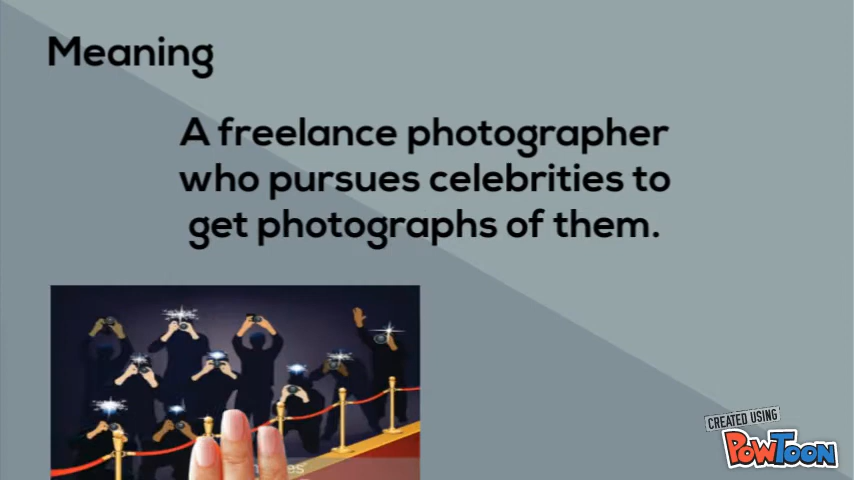 Meaning
A freelance photographer
who pursues celebrities to
get photographs of them.
CREATED USING
POWTOON